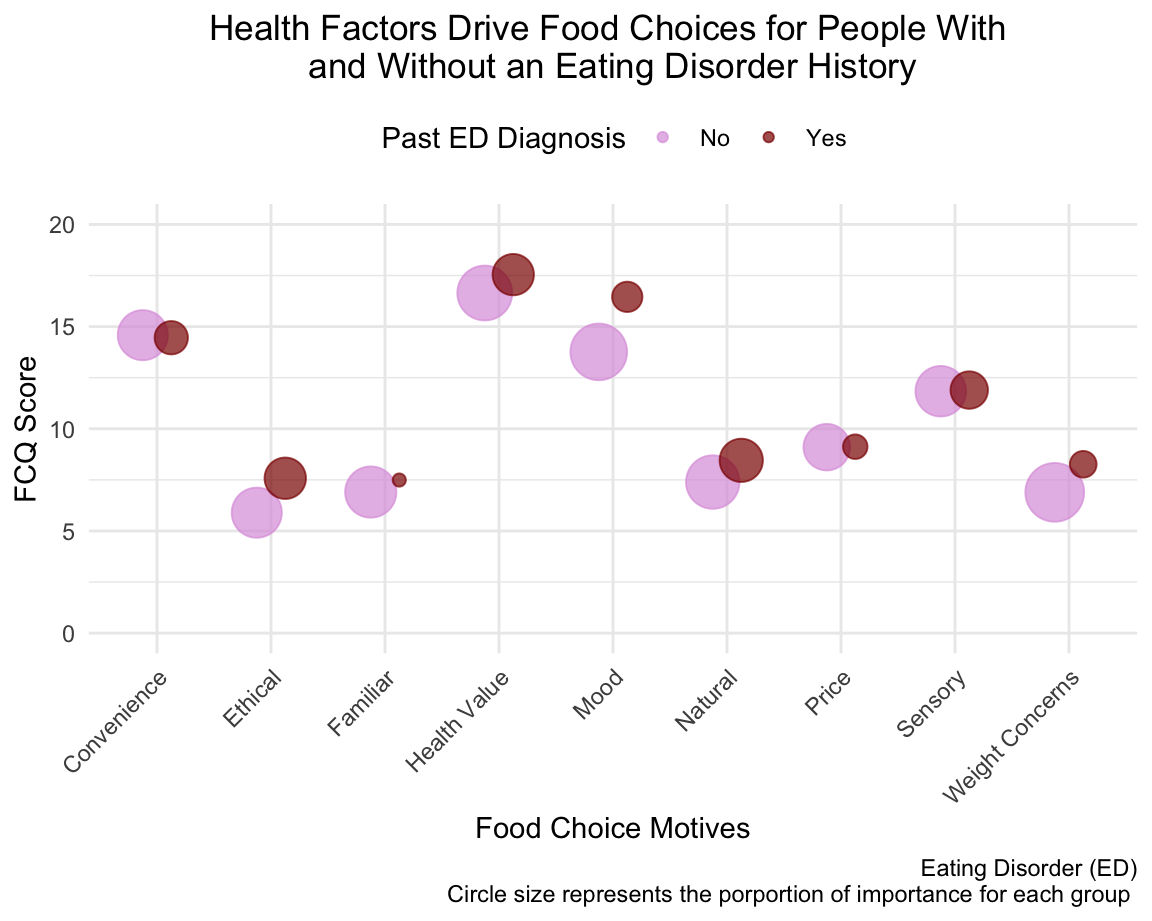 Health Factors Drive Food Choices for People With
and Without an Eating Disorder History
Past ED Diagnosis No Yes
FCQ Score
20
15
10
5
0
Convenience
Ethical
Familiar
Health Value
Mood
Natural
Price
Sensory
Weight Concerns
Food Choice Motives
Eating Disorder (ED)
Circle size represents the porportion of importance for each group